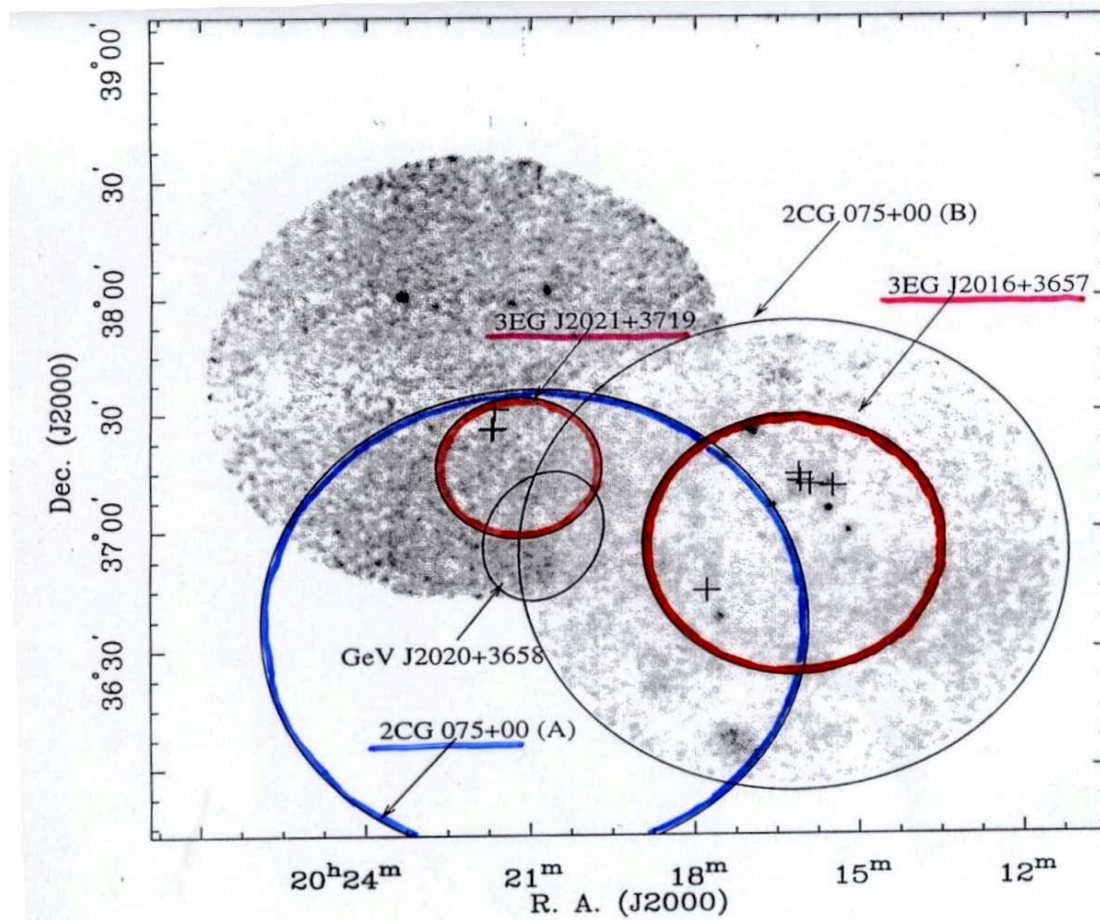 39°00'
30'
38°00'
30'
37°00'
36°30'
Dec. (J2000)
2CG 075+00 (B)
3EG J2016+3657
3EG J2021+3719
GeV J2020+3658
2CG 075+00 (A)
20h24m 21m 18m 15m 12m
R. A. (J2000)